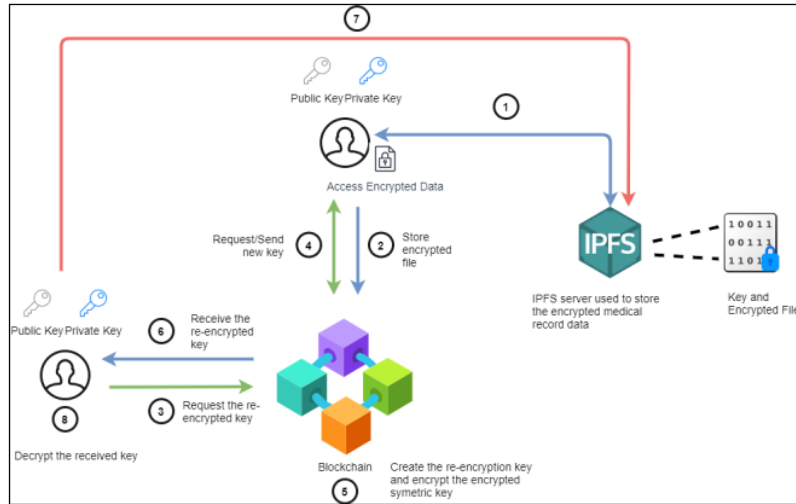 7
Public Key Private Key
1
Access Encrypted Data
Request/Send
new key
4
2
Store
encrypted
file
IPFS
10011
00111
110
IPFS server used to store
the encrypted medical
record data
Key and
Encrypted File
Public Key Private Key
6
Receive the
re-encrypted
key
3
Request the re-
encrypted key
8
Decrypt the received key
Blockchain
5
Create the re-encryption key
and encrypt the encrypted
symetric key